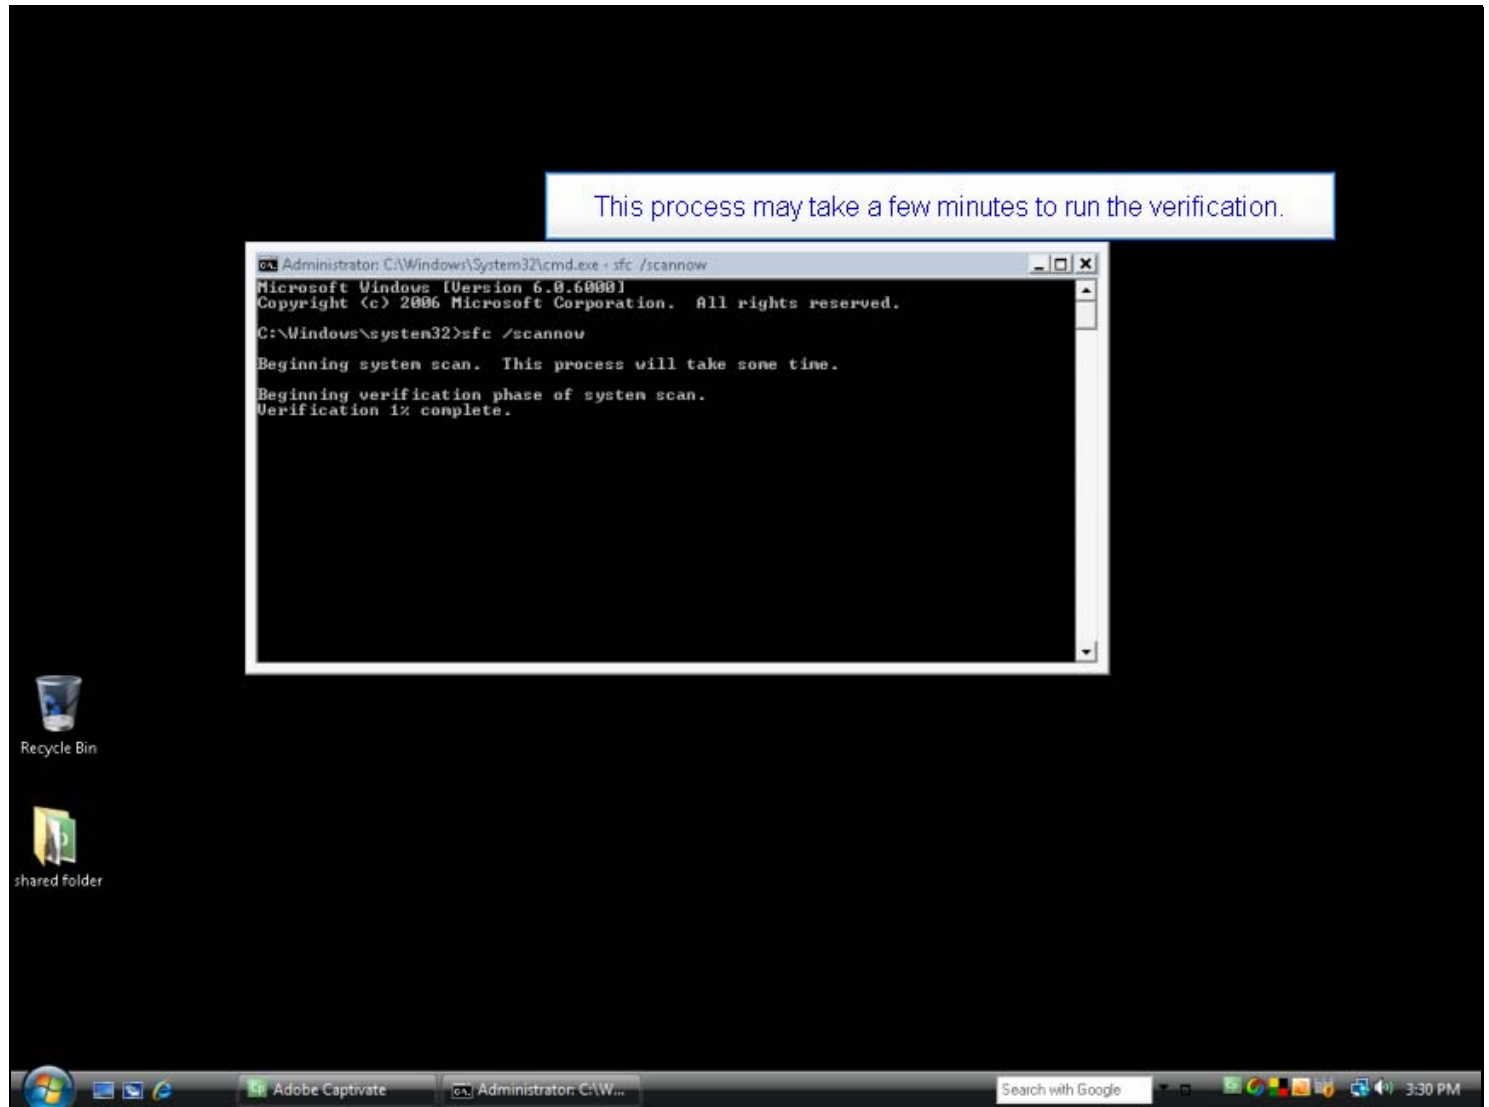 This process may take a few minutes to run the verification.
Administrator: C:\Windows\System32\cmd.exe - sfc /scannow
Microsoft Windows [Version 6.0.6000]
Copyright (c) 2006 Microsoft Corporation.  All rights reserved.
C:\Windows\system32>sfc /scannow
Beginning system scan.  This process will take some time.
Beginning verification phase of system scan.
Verification 1% complete.
Recycle Bin
shared folder
Adobe Captivate
Administrator: C:\W...
Search with Google
3:30 PM